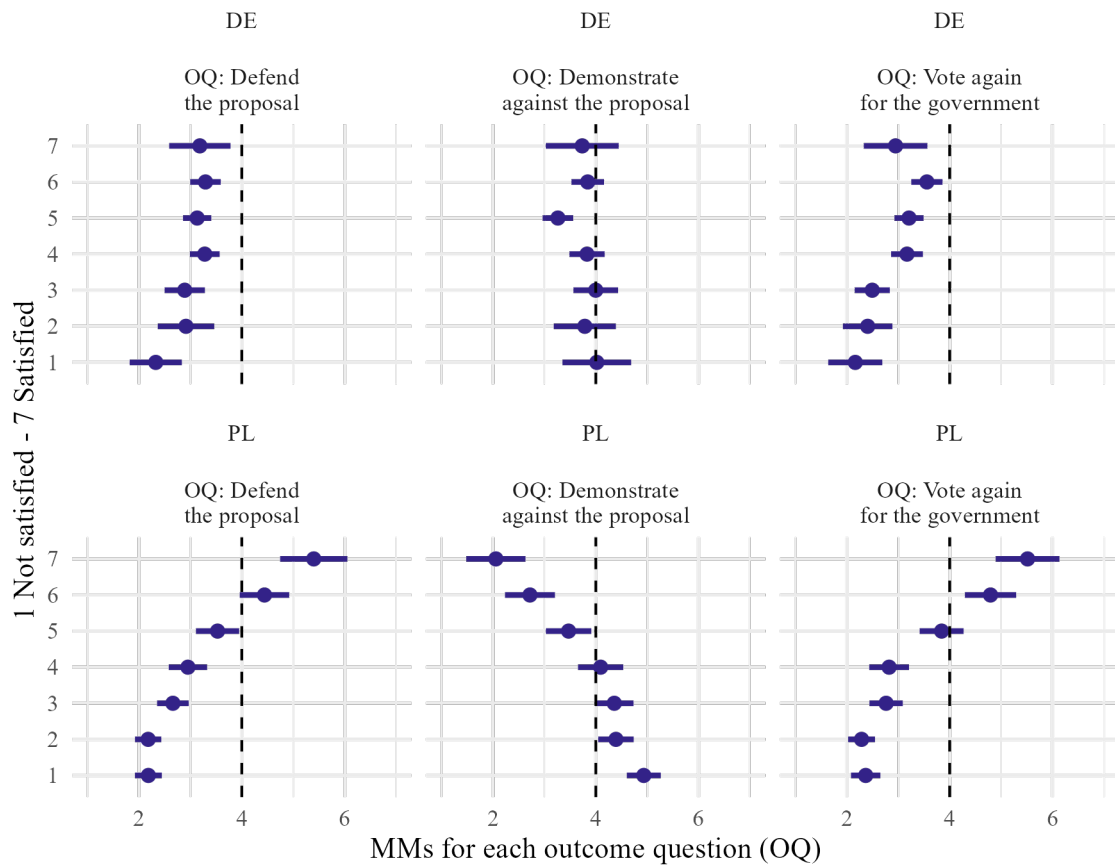 DE
OQ: Defend
the proposal
DE
OQ: Demonstrate
against the proposal
DE
OQ: Vote again
for the government
7
6
5
4
3
2
1
1 Not satisfied - 7 Satisfied
PL
OQ: Defend
the proposal
PL
OQ: Demonstrate
against the proposal
PL
OQ: Vote again
for the government
7
6
5
4
3
2
1
2 4 6
2 4 6
2 4 6
MMs for each outcome question (OQ)